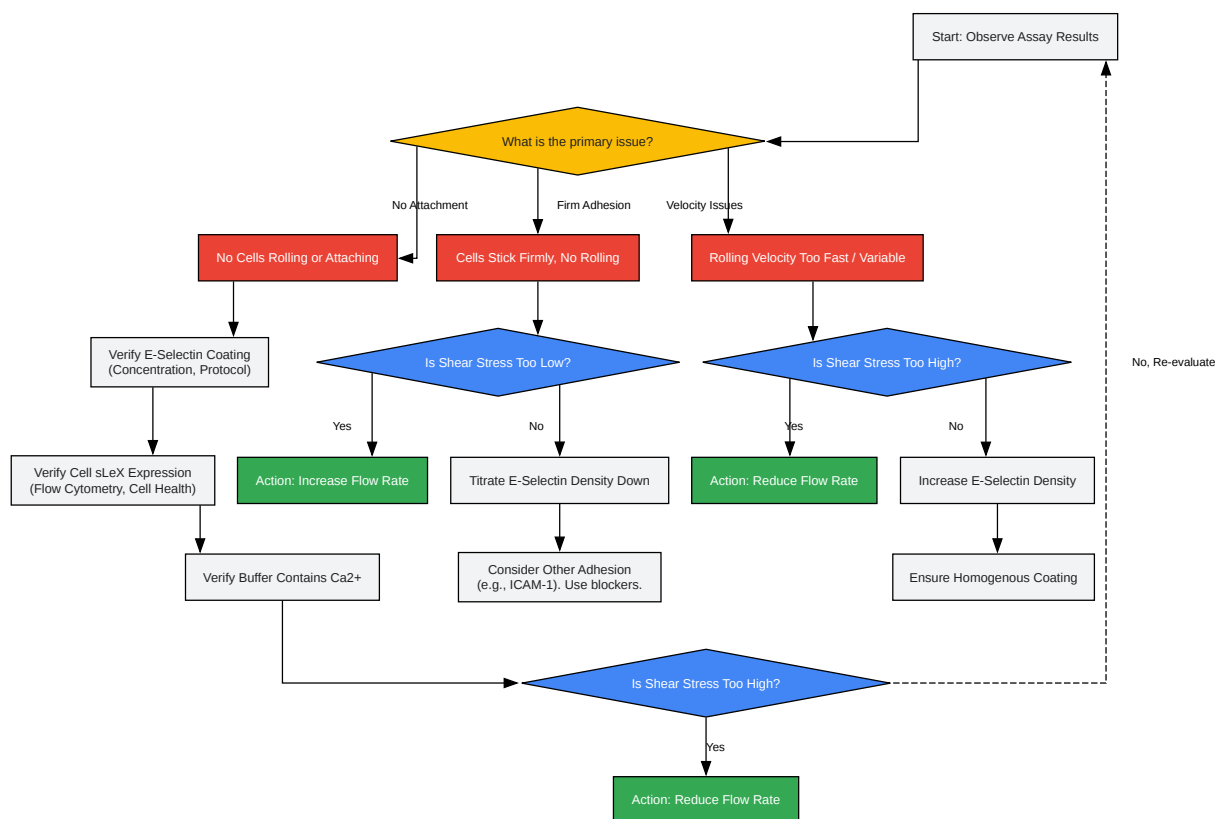 Start: Observe Assay Results
What is the primary issue?
No Attachment
Firm Adhesion
Velocity Issues
No Cells Rolling or Attaching
Cells Stick Firmly, No Rolling
Rolling Velocity Too Fast / Variable
Verify E-Selectin Coating
(Concentration, Protocol)
Is Shear Stress Too Low?
Is Shear Stress Too High?
No, Re-evaluate
Yes
No
Yes
No
Verify Cell sLeX Expression
(Flow Cytometry, Cell Health)
Action: Increase Flow Rate
Titrate E-Selectin Density Down
Action: Reduce Flow Rate
Increase E-Selectin Density
Verify Buffer Contains Ca2+
Consider Other Adhesion
(e.g., ICAM-1). Use blockers.
Ensure Homogenous Coating
Is Shear Stress Too High?
Yes
Action: Reduce Flow Rate